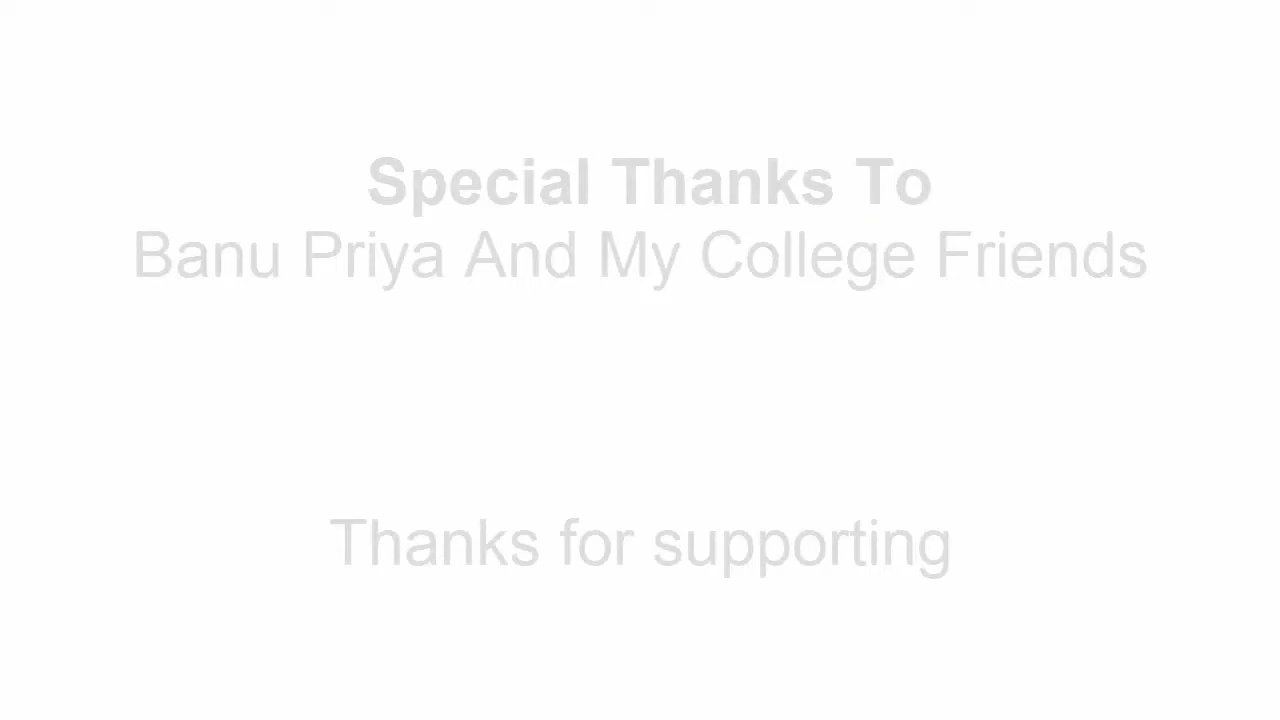 Special Thanks To
Banu Priya And My College Friends
Thanks for supporting